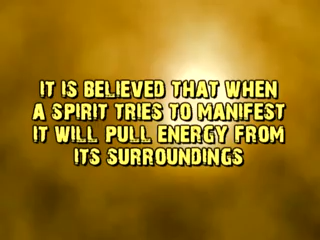 IT IS BELIEVED THAT WHEN
A SPIRIT TRIES TO MANIFEST
IT WILL PULL ENERGY FROM
ITS SURROUNDINGS